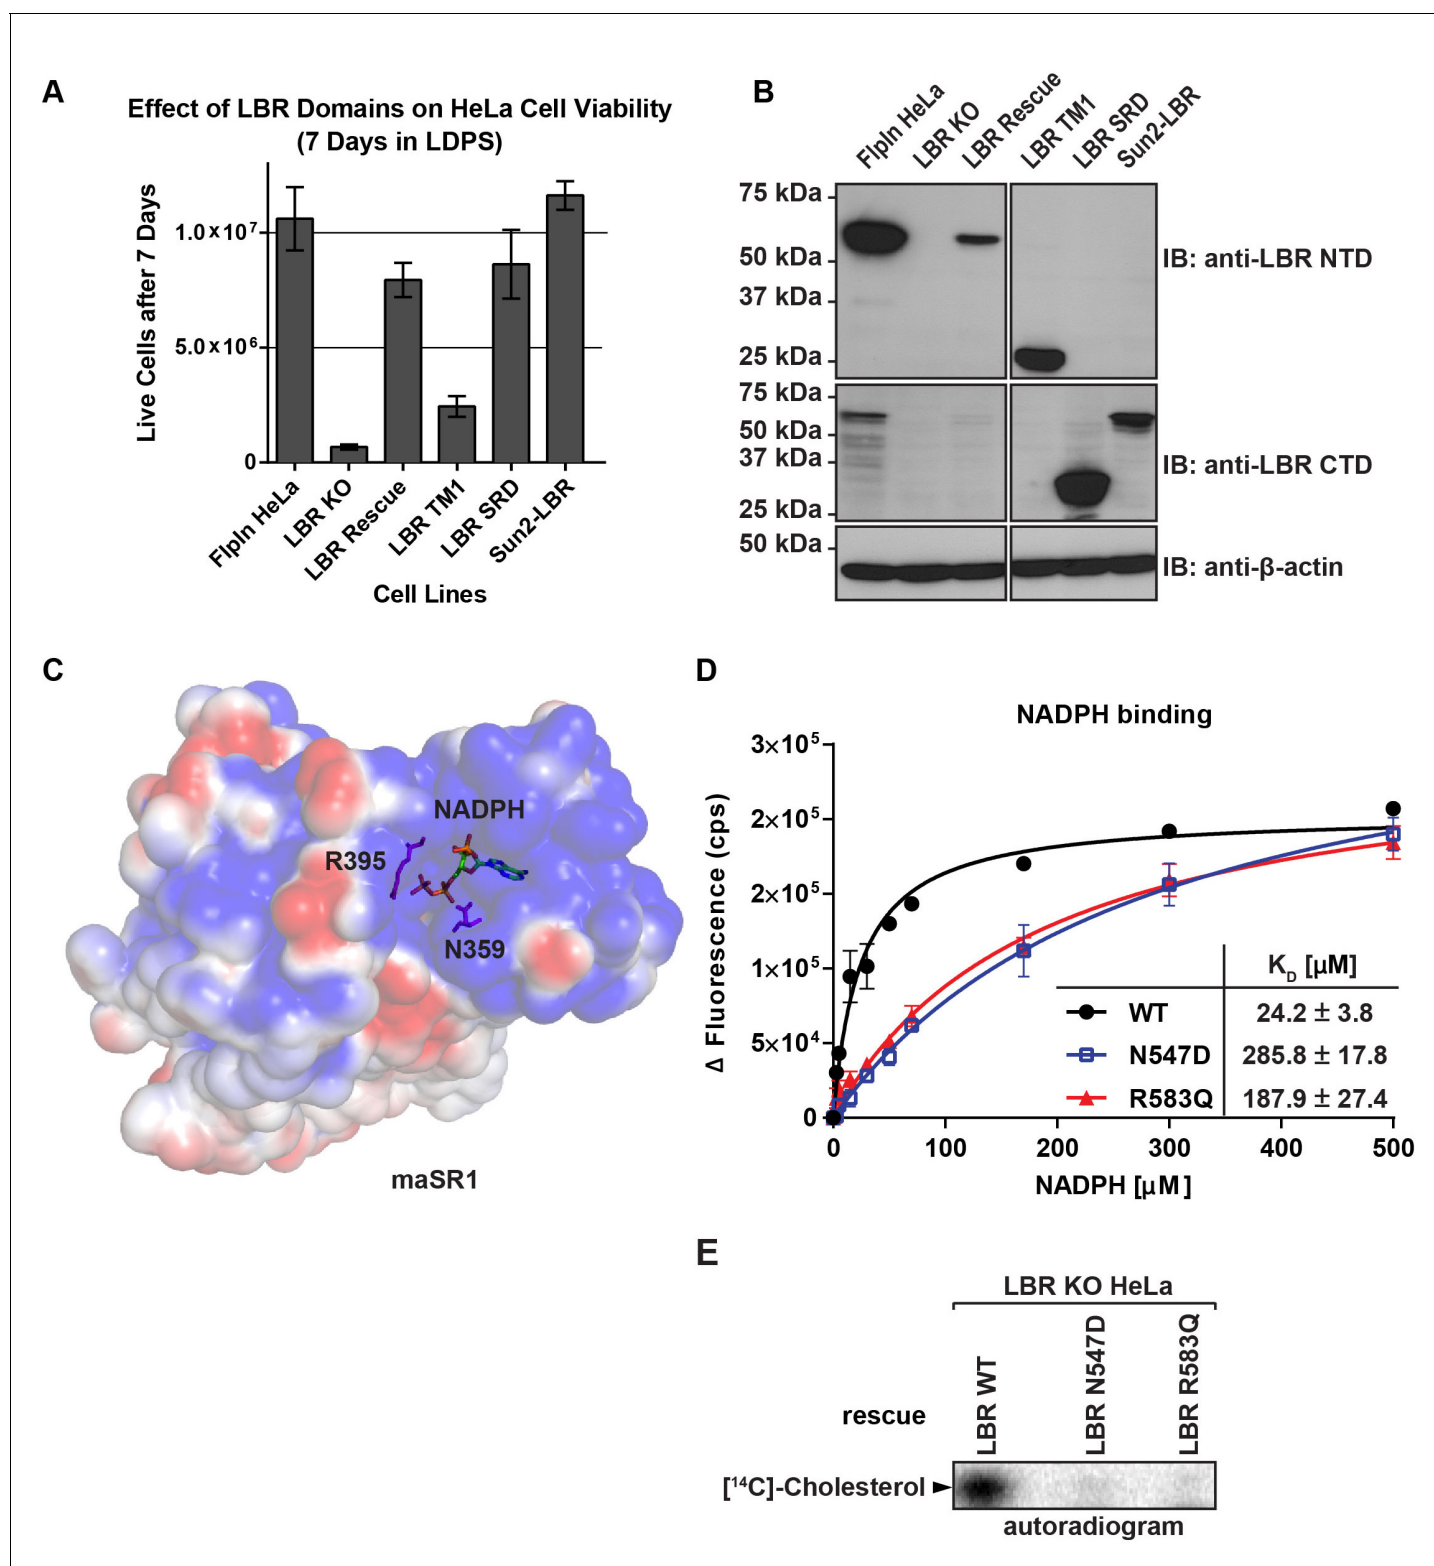 A
Effect of LBR Domains on HeLa Cell Viability
(7 Days in LDPS)
Live Cells after 7 Days
1.0×10⁷
5.0×10⁶
0
FlpIn HeLa
LBR KO
LBR Rescue
LBR TM1
LBR SRD
Sun2-LBR
Cell Lines
B
FlpIn HeLa
LBR KO
LBR Rescue
LBR TM1
LBR SRD
Sun2-LBR
75 kDa
50 kDa
37 kDa
25 kDa
IB: anti-LBR NTD
75 kDa
50 kDa
37 kDa
25 kDa
IB: anti-LBR CTD
50 kDa
IB: anti-β-actin
C
NADPH
R395
N359
maSR1
D
NADPH binding
Δ Fluorescence (cps)
3×10⁵
2×10⁵
2×10⁵
1×10⁵
5×10⁴
0
K_D [μM]
WT 24.2 ± 3.8
N547D 285.8 ± 17.8
R583Q 187.9 ± 27.4
0 100 200 300 400 500
NADPH [μM]
E
LBR KO HeLa
rescue
LBR WT
LBR N547D
LBR R583Q
[¹⁴C]-Cholesterol
autoradiogram